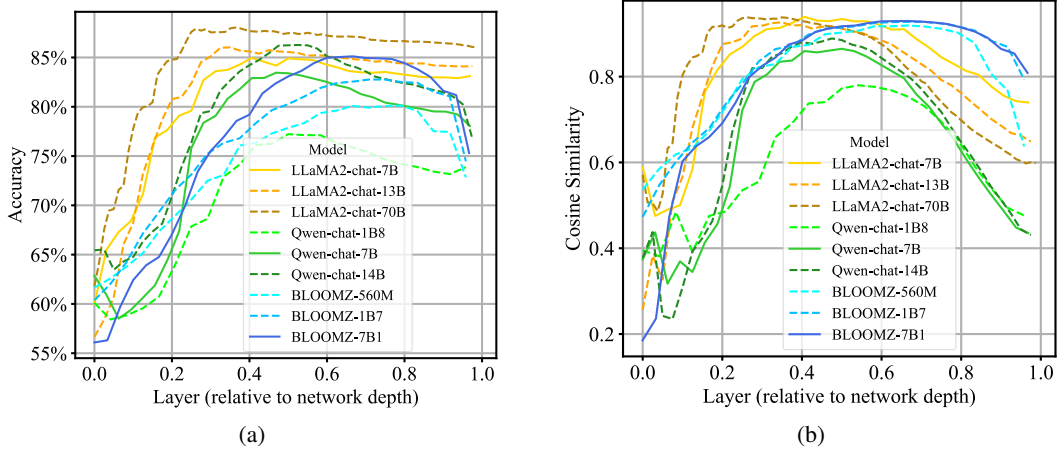 85%
80%
75%
70%
65%
60%
55%
Accuracy
Model
LLaMA2-chat-7B
LLaMA2-chat-13B
LLaMA2-chat-70B
Qwen-chat-1B8
Qwen-chat-7B
Qwen-chat-14B
BLOOMZ-560M
BLOOMZ-1B7
BLOOMZ-7B1
0.0 0.2 0.4 0.6 0.8 1.0
Layer (relative to network depth)
(a)
0.8
0.6
0.4
0.2
Cosine Similarity
Model
LLaMA2-chat-7B
LLaMA2-chat-13B
LLaMA2-chat-70B
Qwen-chat-1B8
Qwen-chat-7B
Qwen-chat-14B
BLOOMZ-560M
BLOOMZ-1B7
BLOOMZ-7B1
0.0 0.2 0.4 0.6 0.8 1.0
Layer (relative to network depth)
(b)